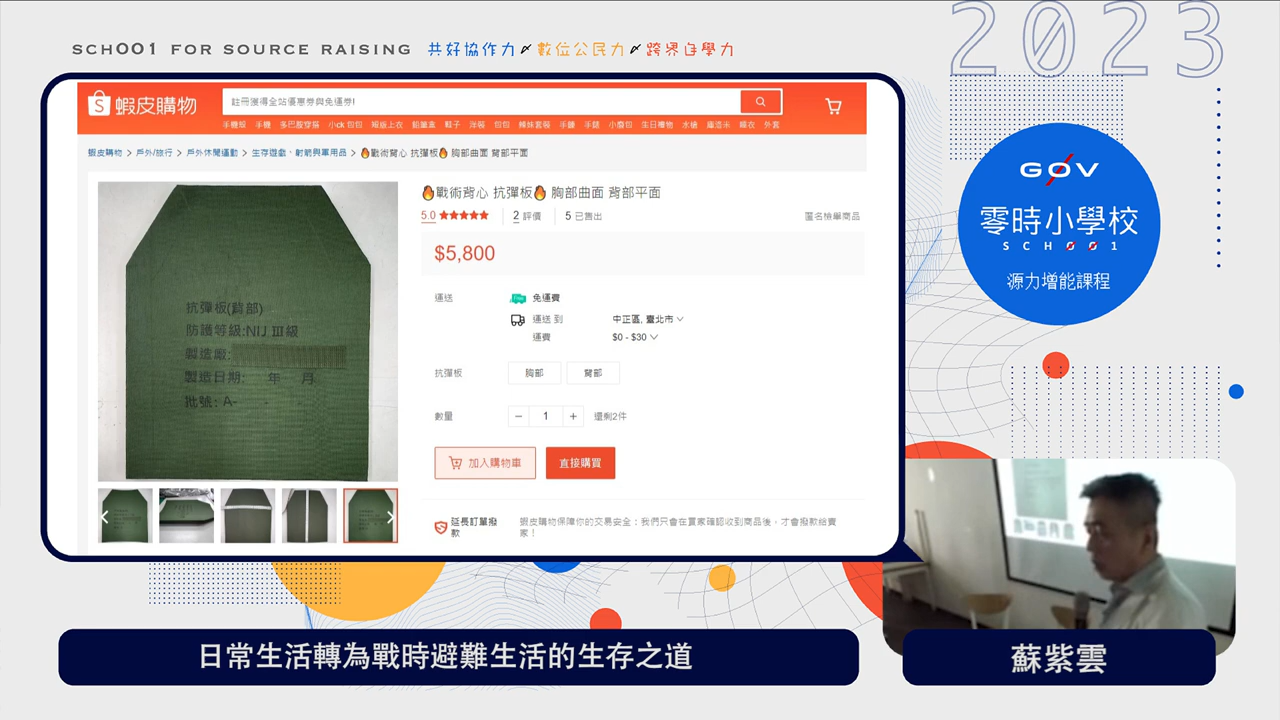 SCH001 FOR SOURCE RAISING 共好協作力 數位公民力 跨界自學力
2023
蝦皮購物
註冊獲得全站優惠券與免運券!
手機殼 手機 多巴胺穿搭 小ck 包包 短版上衣 鉛筆盒 鞋子 洋裝 包包 辣妹套裝 手鍊 手錶 小廢包 生日禮物 水槍 庫洛米 睡衣 外套
蝦皮購物 > 戶外/旅行 > 戶外休閒運動 > 生存遊戲、射箭與軍用品 > 🔥戰術背心 抗彈板🔥 胸部曲面 背部平面
抗彈板(背部)
防護等級:NIJ III級
製造廠:
製造日期: 年 月
批號: A- -
🔥戰術背心 抗彈板🔥 胸部曲面 背部平面
5.0 ★★★★★ 2 評價 5 已售出 匿名檢舉商品
$5,800
運送 免運費
運送到 中正區, 臺北市
運費 $0 - $30
抗彈板 胸部 背部
數量 − 1 + 還剩2件
加入購物車 直接購買
延長訂單撥款 蝦皮購物保障你的交易安全：我們只會在買家確認收到商品後，才會撥款給賣家！
G0V
零時小學校
SCH001
源力增能課程
日常生活轉為戰時避難生活的生存之道
蘇紫雲